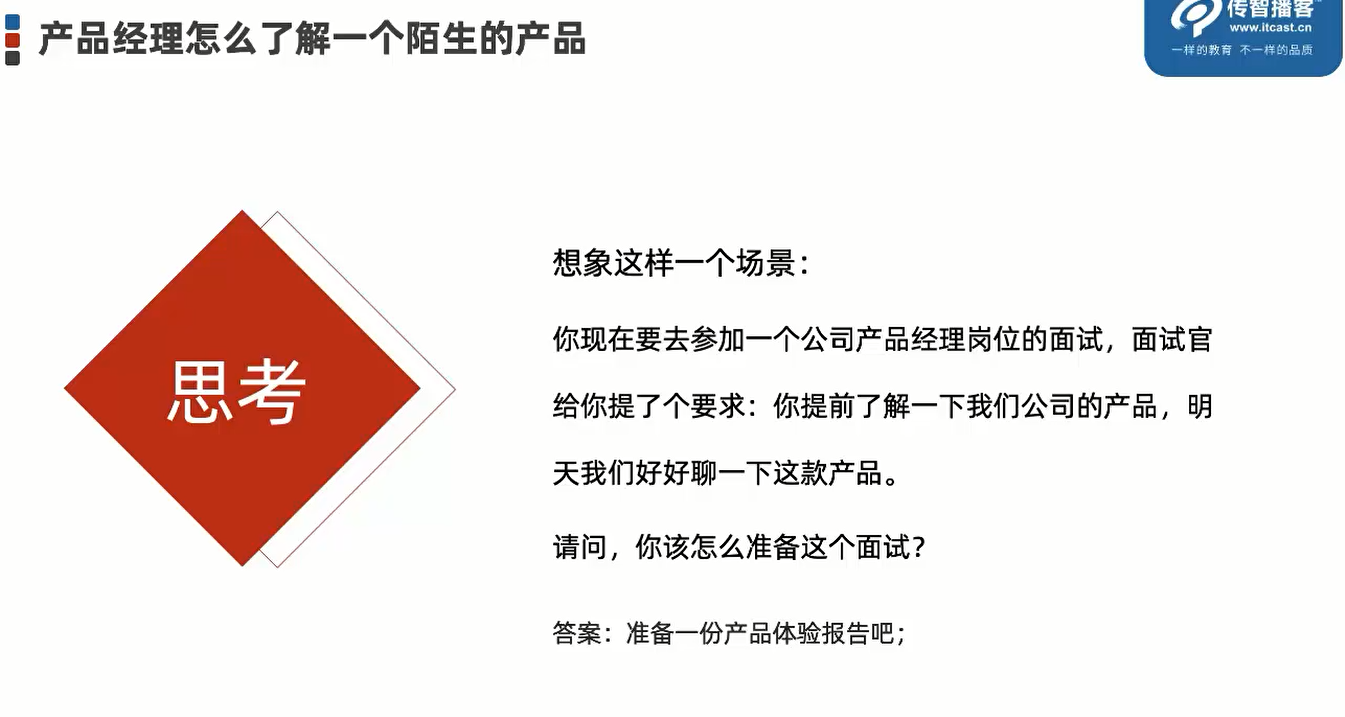 产品经理怎么了解一个陌生的产品
传智播客
www.itcast.cn
一样的教育 不一样的品质
思考
想象这样一个场景：
你现在要去参加一个公司产品经理岗位的面试，面试官
给你提了个要求：你提前了解一下我们公司的产品，明
天我们好好聊一下这款产品。
请问，你该怎么准备这个面试？
答案：准备一份产品体验报告吧；